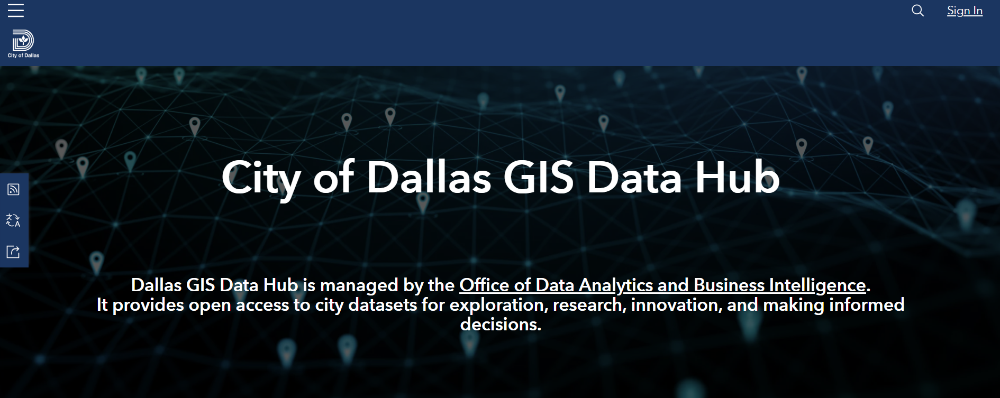 Sign In
City of Dallas
City of Dallas GIS Data Hub
Dallas GIS Data Hub is managed by the Office of Data Analytics and Business Intelligence.
It provides open access to city datasets for exploration, research, innovation, and making informed
decisions.